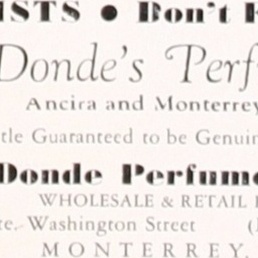 ISTS ● Don't F
Donde's Perf
Ancira and Monterrey
tle Guaranteed to be Genuin
Donde Perfume
WHOLESALE & RETAIL
te. Washington Street
MONTERREY,